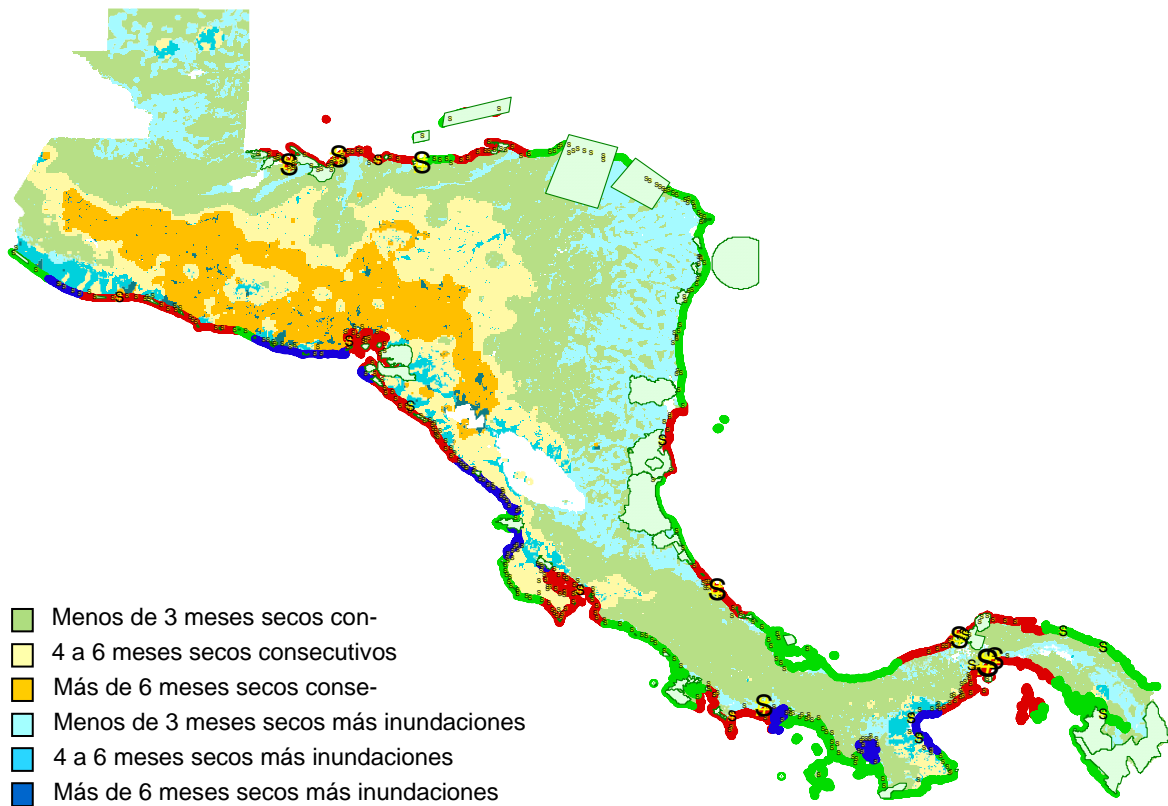 Menos de 3 meses secos con-
4 a 6 meses secos consecutivos
Más de 6 meses secos conse-
Menos de 3 meses secos más inundaciones
4 a 6 meses secos más inundaciones
Más de 6 meses secos más inundaciones